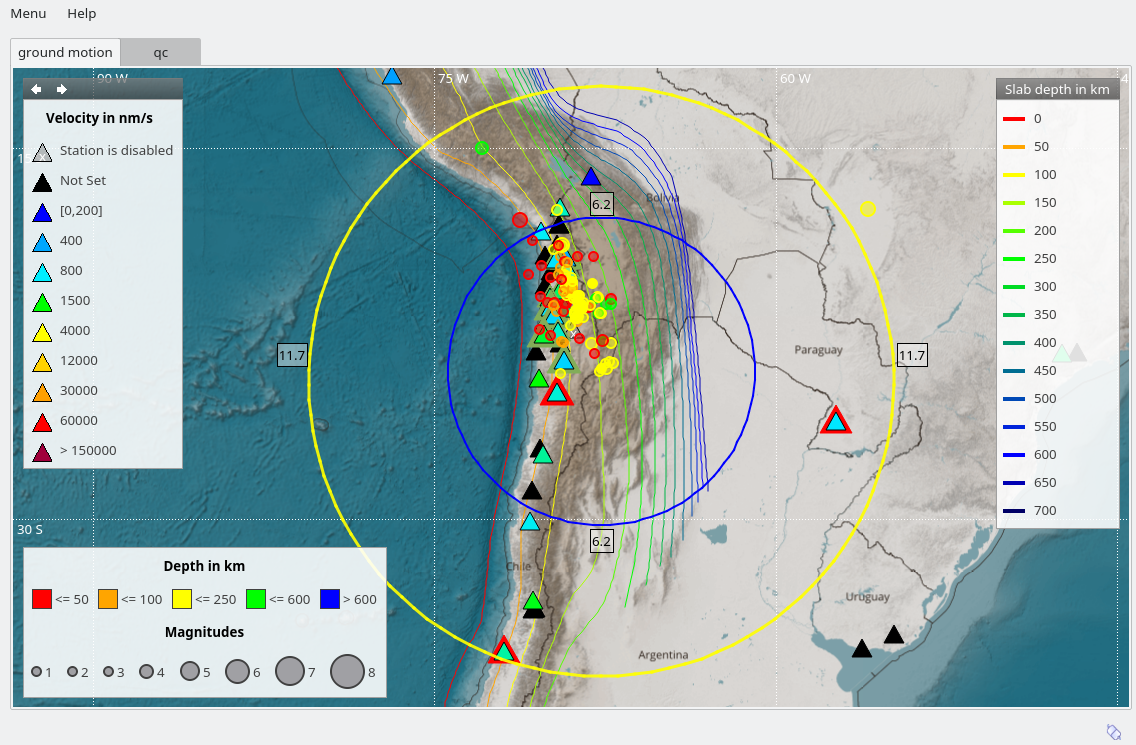 Menu Help
ground motion qc
90 W 75 W 60 W 4
Velocity in nm/s
Station is disabled
Not Set
[0,200]
400
800
1500
4000
12000
30000
60000
> 150000
1
Slab depth in km
0
50
100
150
200
250
300
350
400
450
500
550
600
650
700
Bolivia
6.2
11.7
Paraguay
11.7
30 S
6.2
Chile
Uruguay
Argentina
Depth in km
<= 50 <= 100 <= 250 <= 600 > 600
Magnitudes
1 2 3 4 5 6 7 8